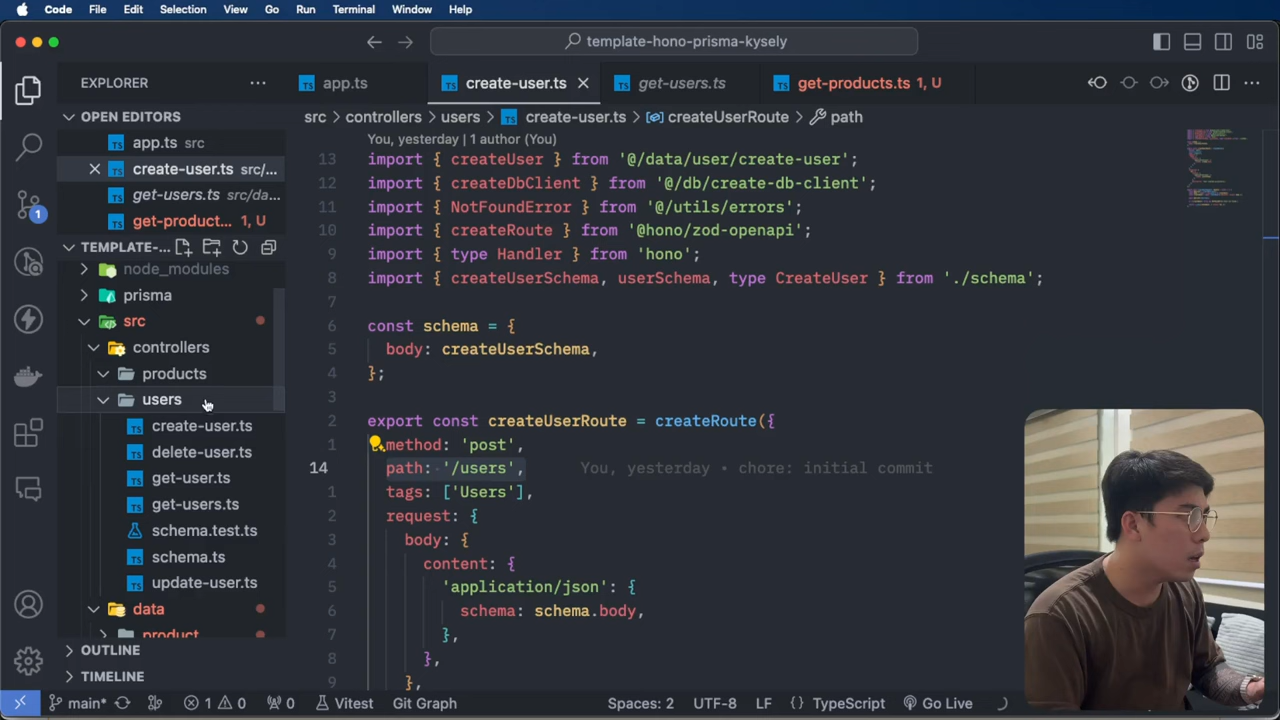 Code File Edit Selection View Go Run Terminal Window Help
template-hono-prisma-kysely
EXPLORER
app.ts
create-user.ts
get-users.ts
get-products.ts 1, U
OPEN EDITORS
app.ts src
create-user.ts src/...
get-users.ts src/da...
get-product... 1, U
TEMPLATE-...
node_modules
prisma
src
controllers
products
users
create-user.ts
delete-user.ts
get-user.ts
get-users.ts
schema.test.ts
schema.ts
update-user.ts
data
product
OUTLINE
TIMELINE
src > controllers > users > create-user.ts > createUserRoute > path
You, yesterday | 1 author (You)
13 import { createUser } from '@/data/user/create-user';
12 import { createDbClient } from '@/db/create-db-client';
11 import { NotFoundError } from '@/utils/errors';
10 import { createRoute } from '@hono/zod-openapi';
9 import { type Handler } from 'hono';
8 import { createUserSchema, userSchema, type CreateUser } from './schema';
7
6 const schema = {
5 body: createUserSchema,
4 };
3
2 export const createUserRoute = createRoute({
1 method: 'post',
14 path: '/users', You, yesterday • chore: initial commit
1 tags: ['Users'],
2 request: {
3 body: {
4 content: {
5 'application/json': {
6 schema: schema.body,
7 },
8 },
9 },
1
main* 1 0 0 Vitest Git Graph Spaces: 2 UTF-8 LF {} TypeScript Go Live